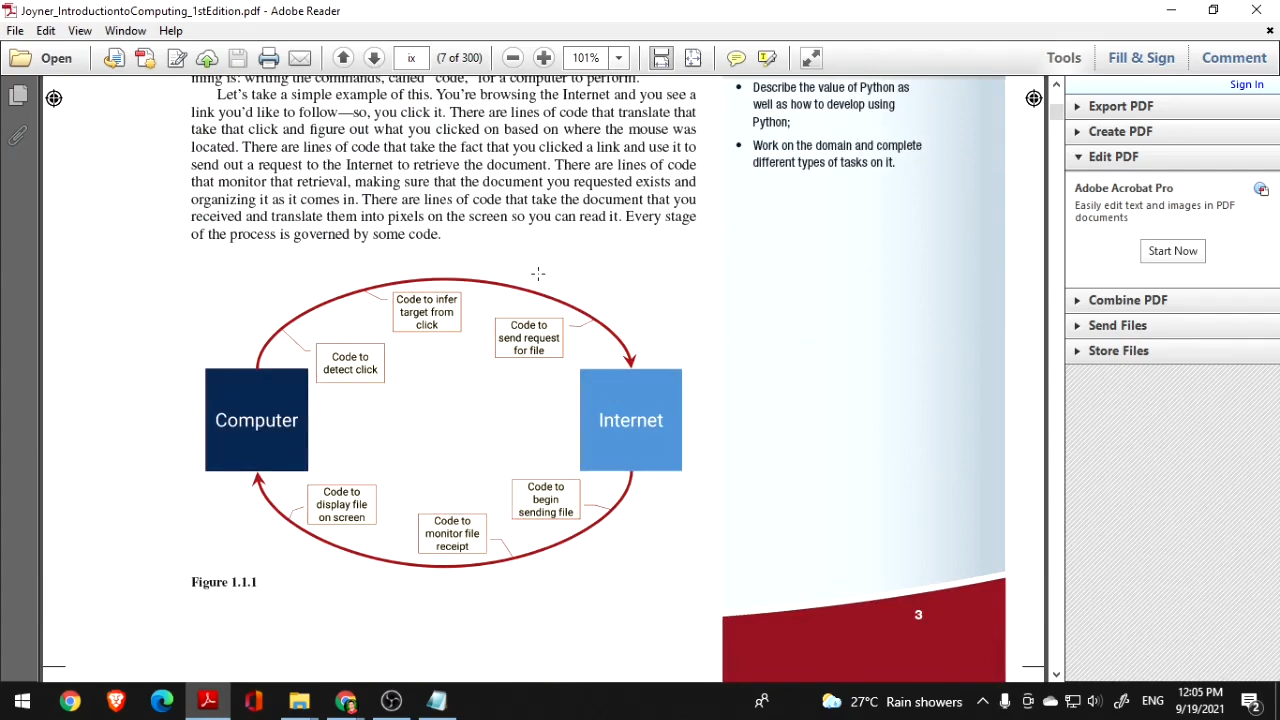 Joyner_IntroductiontoComputing_1stEdition.pdf - Adobe Reader
File Edit View Window Help
Open
ix
(7 of 300)
101%
Tools
Fill & Sign
Comment
Sign In
thing is: writing the commands, called "code," for a computer to perform.
Let's take a simple example of this. You're browsing the Internet and you see a
link you'd like to follow—so, you click it. There are lines of code that translate that
take that click and figure out what you clicked on based on where the mouse was
located. There are lines of code that take the fact that you clicked a link and use it to
send out a request to the Internet to retrieve the document. There are lines of code
that monitor that retrieval, making sure that the document you requested exists and
organizing it as it comes in. There are lines of code that take the document that you
received and translate them into pixels on the screen so you can read it. Every stage
of the process is governed by some code.
• Describe the value of Python as
well as how to develop using
Python;
• Work on the domain and complete
different types of tasks on it.
Code to infer
target from
click
Code to
send request
for file
Code to
detect click
Computer
Internet
Code to
display file
on screen
Code to
begin
sending file
Code to
monitor file
receipt
Figure 1.1.1
3
Export PDF
Create PDF
Edit PDF
Adobe Acrobat Pro
Easily edit text and images in PDF
documents
Start Now
Combine PDF
Send Files
Store Files
27°C Rain showers
ENG
12:05 PM
9/19/2021
2